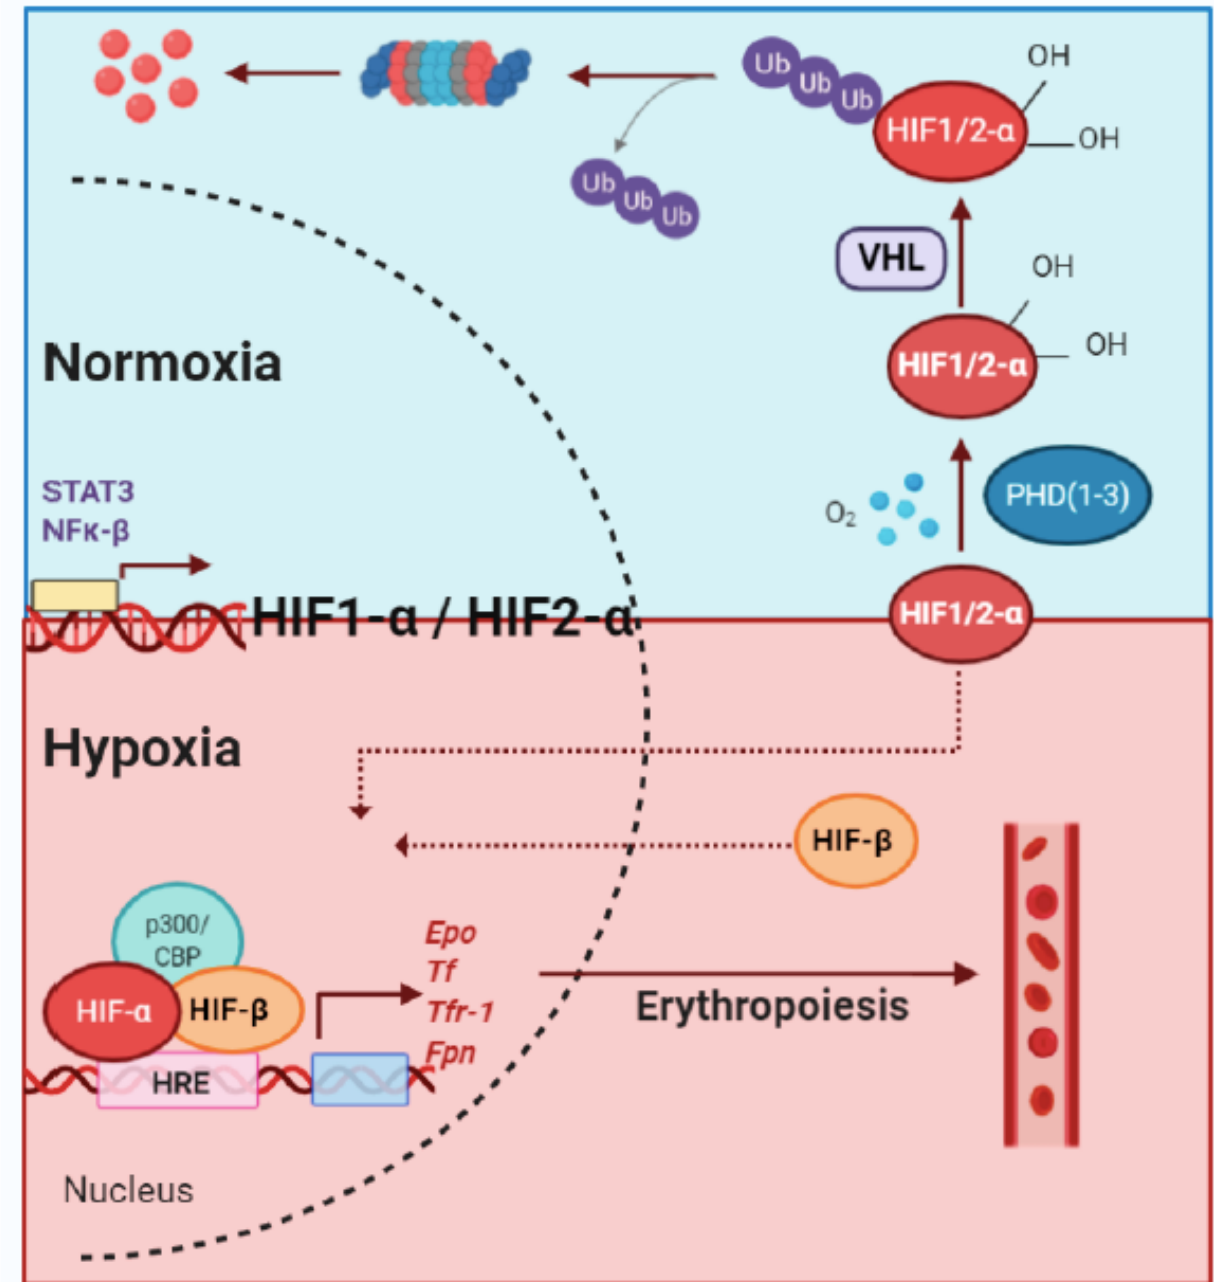 Ub
Ub
Ub
HIF1/2-α
OH
OH
Ub
Ub
Ub
VHL
OH
HIF1/2-α
OH
Normoxia
STAT3
NFκ-β
O₂
PHD(1-3)
HIF1-α / HIF2-α
HIF1/2-α
Hypoxia
HIF-β
p300/
CBP
HIF-α
HIF-β
HRE
Epo
Tf
Tfr-1
Fpn
Erythropoiesis
Nucleus